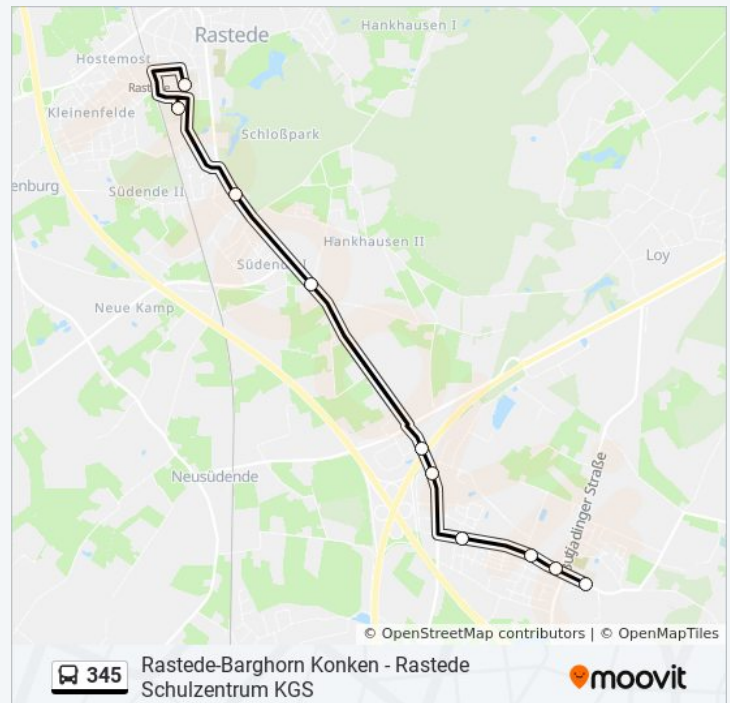 Hankhausen I
Rastede
Hostemost
Rast
Kleinenfelde
Schloßpark
enburg
Südende II
Hankhausen II
Loy
Südende I
Neue Kamp
Neusüdende
Butjadinger Straße
© OpenStreetMap contributors | © OpenMapTiles
345
Rastede-Barghorn Konken - Rastede
Schulzentrum KGS
moovit